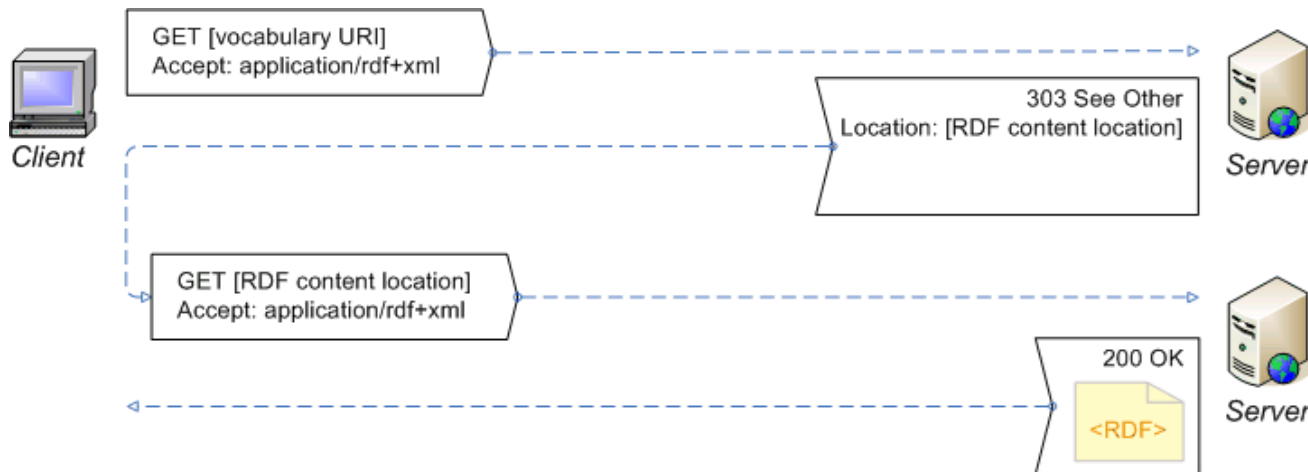 GET [vocabulary URI]
Accept: application/rdf+xml
Client
303 See Other
Location: [RDF content location]
Server
GET [RDF content location]
Accept: application/rdf+xml
200 OK
<RDF>
Server